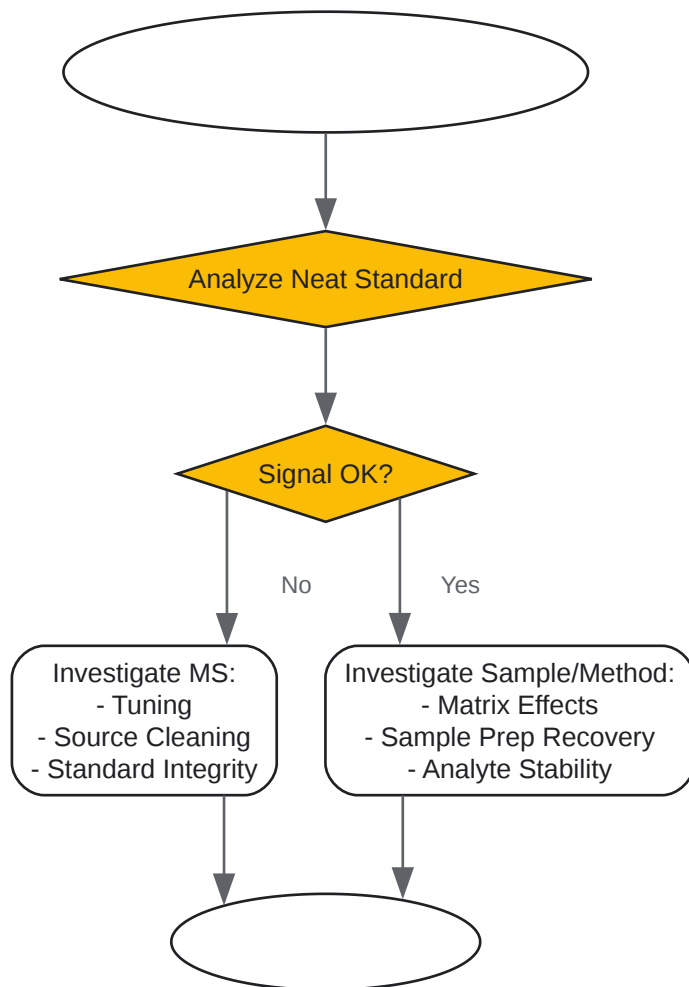 Analyze Neat Standard
Signal OK?
No
Yes
Investigate MS:
- Tuning
- Source Cleaning
- Standard Integrity
Investigate Sample/Method:
- Matrix Effects
- Sample Prep Recovery
- Analyte Stability